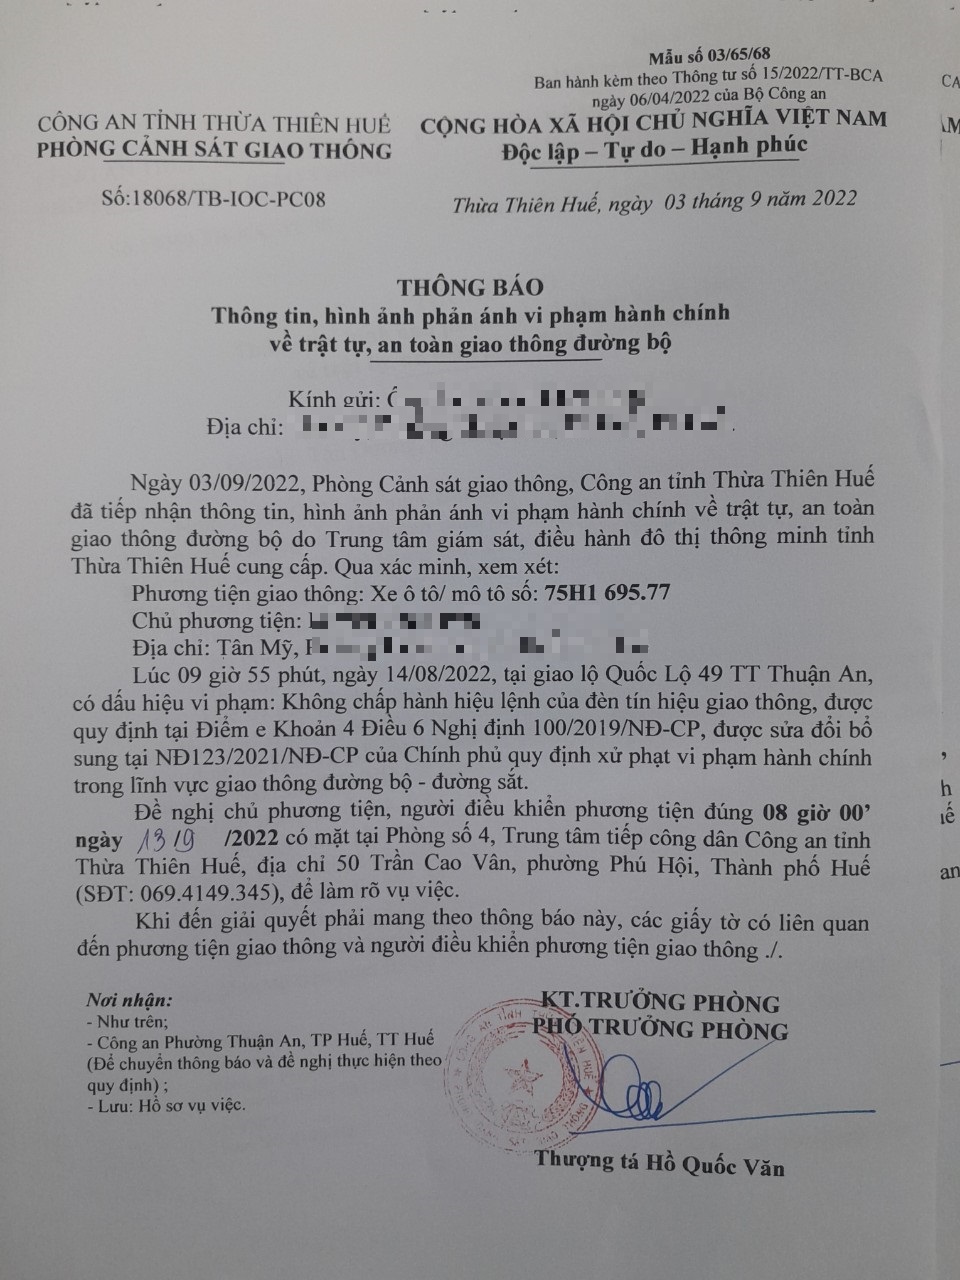 Mẫu số 03/65/68
Ban hành kèm theo Thông tư số 15/2022/TT-BCA
ngày 06/04/2022 của Bộ Công an
CÔNG AN TỈNH THỪA THIÊN HUẾ
PHÒNG CẢNH SÁT GIAO THÔNG
CỘNG HÒA XÃ HỘI CHỦ NGHĨA VIỆT NAM
Độc lập – Tự do – Hạnh phúc
Số:18068/TB-IOC-PC08
Thừa Thiên Huế, ngày 03 tháng 9 năm 2022
THÔNG BÁO
Thông tin, hình ảnh phản ánh vi phạm hành chính
về trật tự, an toàn giao thông đường bộ
Kính gửi:
Địa chỉ:
Ngày 03/09/2022, Phòng Cảnh sát giao thông, Công an tỉnh Thừa Thiên Huế
đã tiếp nhận thông tin, hình ảnh phản ánh vi phạm hành chính về trật tự, an toàn
giao thông đường bộ do Trung tâm giám sát, điều hành đô thị thông minh tỉnh
Thừa Thiên Huế cung cấp. Qua xác minh, xem xét:
Phương tiện giao thông: Xe ô tô/ mô tô số: 75H1 695.77
Chủ phương tiện:
Địa chỉ: Tân Mỹ,
Lúc 09 giờ 55 phút, ngày 14/08/2022, tại giao lộ Quốc Lộ 49 TT Thuận An,
có dấu hiệu vi phạm: Không chấp hành hiệu lệnh của đèn tín hiệu giao thông, được
quy định tại Điểm e Khoản 4 Điều 6 Nghị định 100/2019/NĐ-CP, được sửa đổi bổ
sung tại NĐ123/2021/NĐ-CP của Chính phủ quy định xử phạt vi phạm hành chính
trong lĩnh vực giao thông đường bộ - đường sắt.
Đề nghị chủ phương tiện, người điều khiển phương tiện đúng 08 giờ 00’
ngày 13/9 /2022 có mặt tại Phòng số 4, Trung tâm tiếp công dân Công an tỉnh
Thừa Thiên Huế, địa chỉ 50 Trần Cao Vân, phường Phú Hội, Thành phố Huế
(SĐT: 069.4149.345), để làm rõ vụ việc.
Khi đến giải quyết phải mang theo thông báo này, các giấy tờ có liên quan
đến phương tiện giao thông và người điều khiển phương tiện giao thông ./.
Nơi nhận:
- Như trên;
- Công an Phường Thuận An, TP Huế, TT Huế
(Để chuyển thông báo và đề nghị thực hiện theo
quy định) ;
- Lưu: Hồ sơ vụ việc.
KT.TRƯỞNG PHÒNG
PHÓ TRƯỞNG PHÒNG
Thượng tá Hồ Quốc Văn